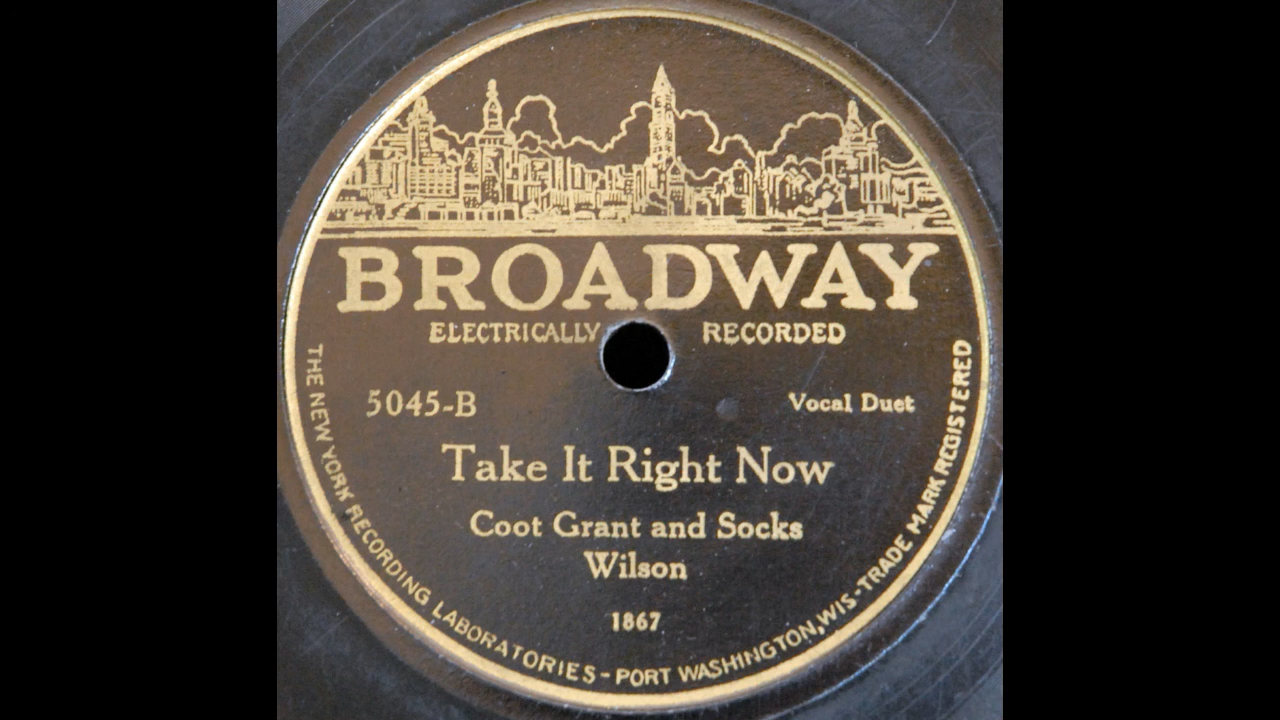 BROADWAY
ELECTRICALLY RECORDED
5045-B Vocal Duet
Take It Right Now
Coot Grant and Socks
Wilson
1867
THE NEW YORK RECORDING LABORATORIES - PORT WASHINGTON, WIS - TRADE MARK REGISTERED